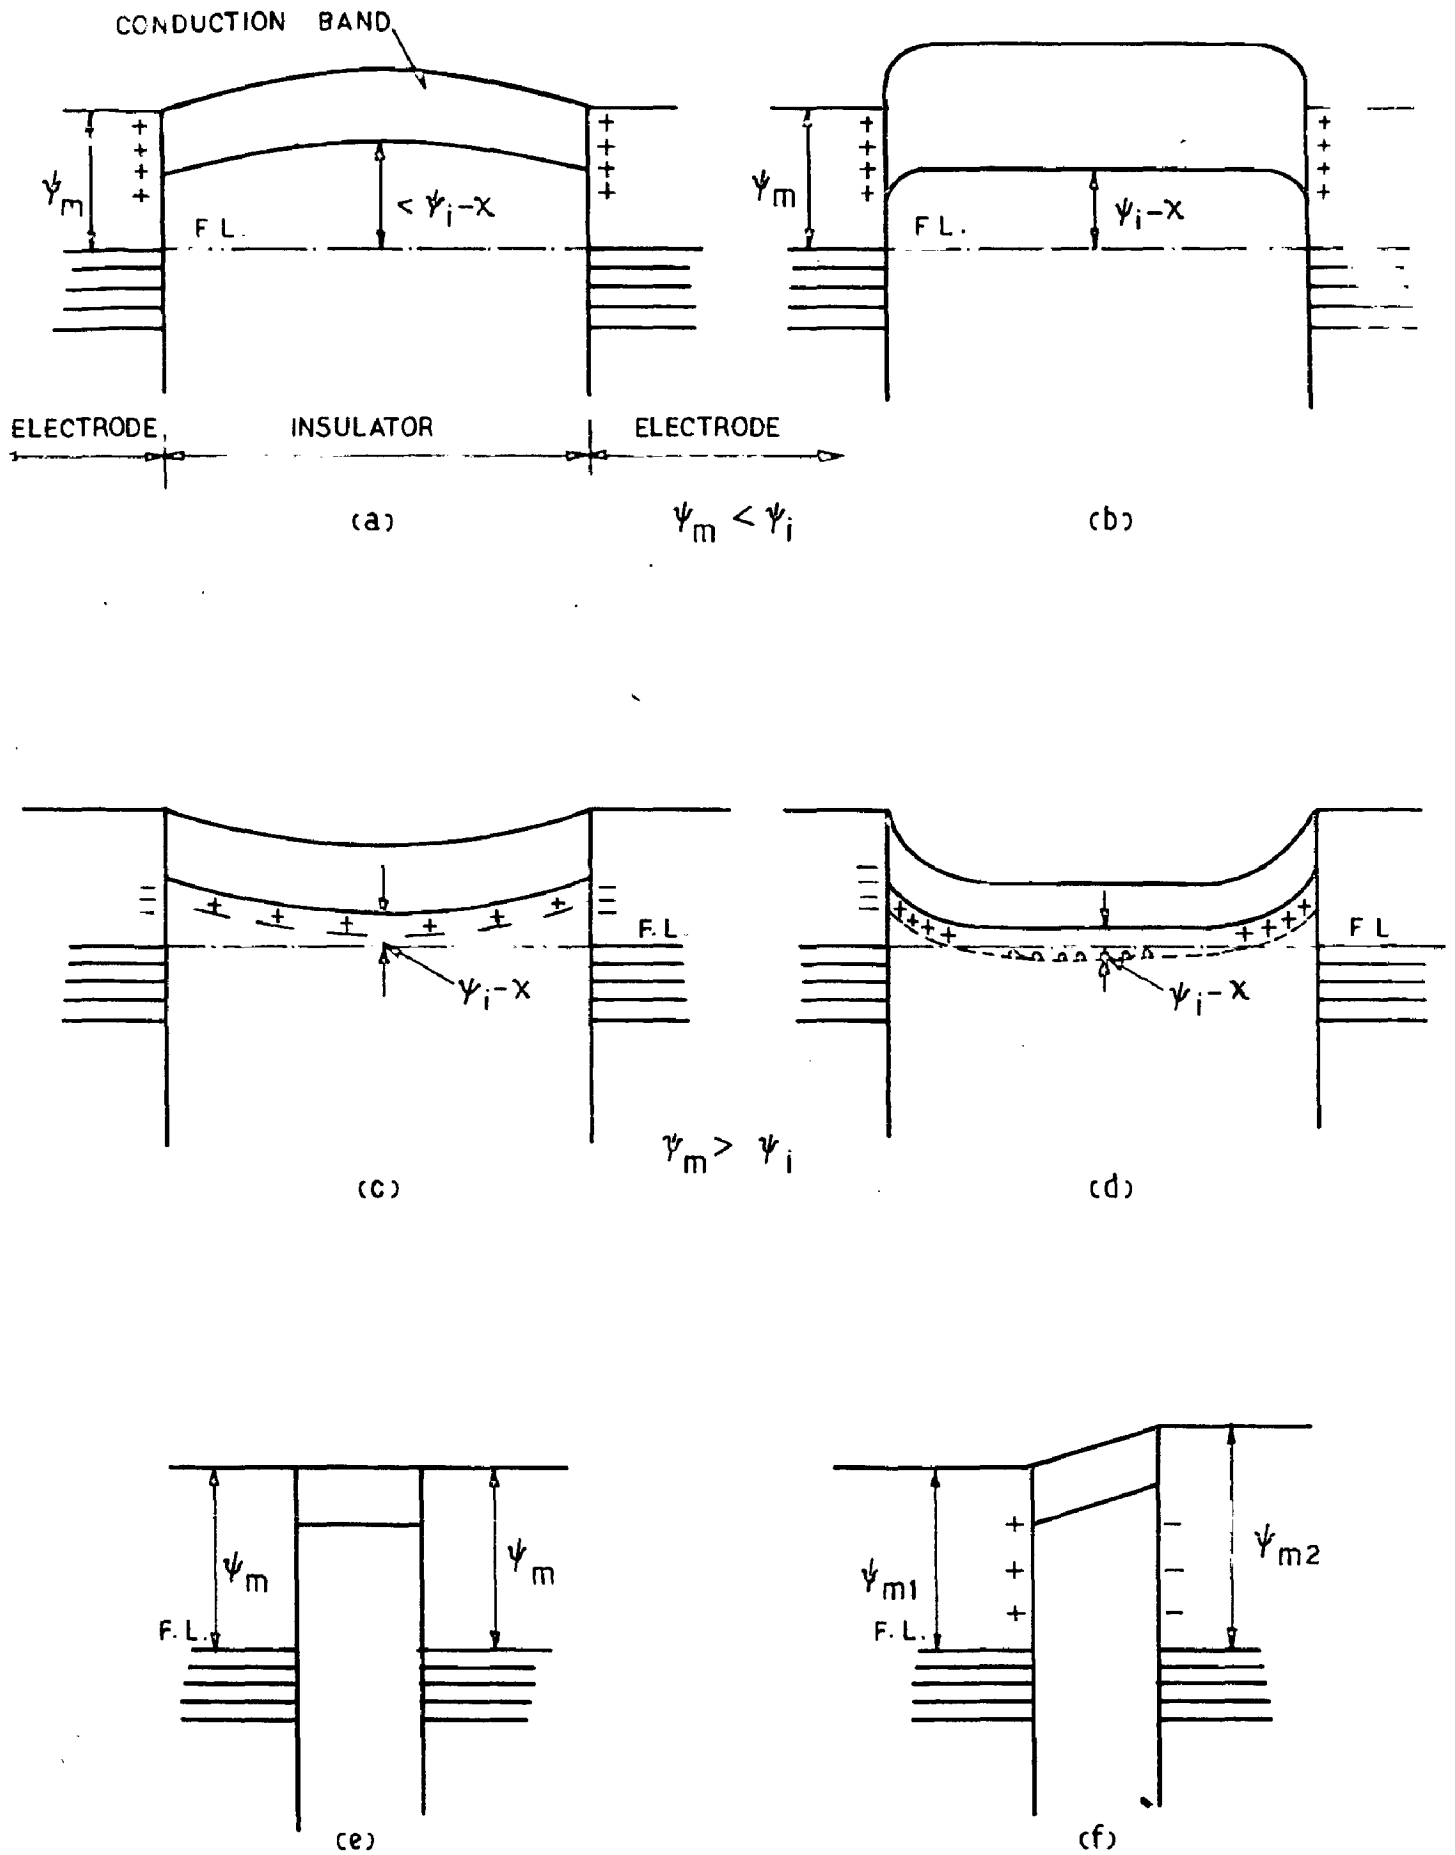 CONDUCTION BAND
+ + + +
+ + + +
+ + + +
+ + + +
ψm
< ψi-χ
F L.
ψm
ψi-χ
F L.
ELECTRODE
INSULATOR
ELECTRODE
(a)
ψm < ψi
(b)
F. L
ψi-χ
F L
ψi-χ
ψm > ψi
(c)
(d)
ψm
ψm
F. L.
ψm1
ψm2
F. L.
(e)
(f)